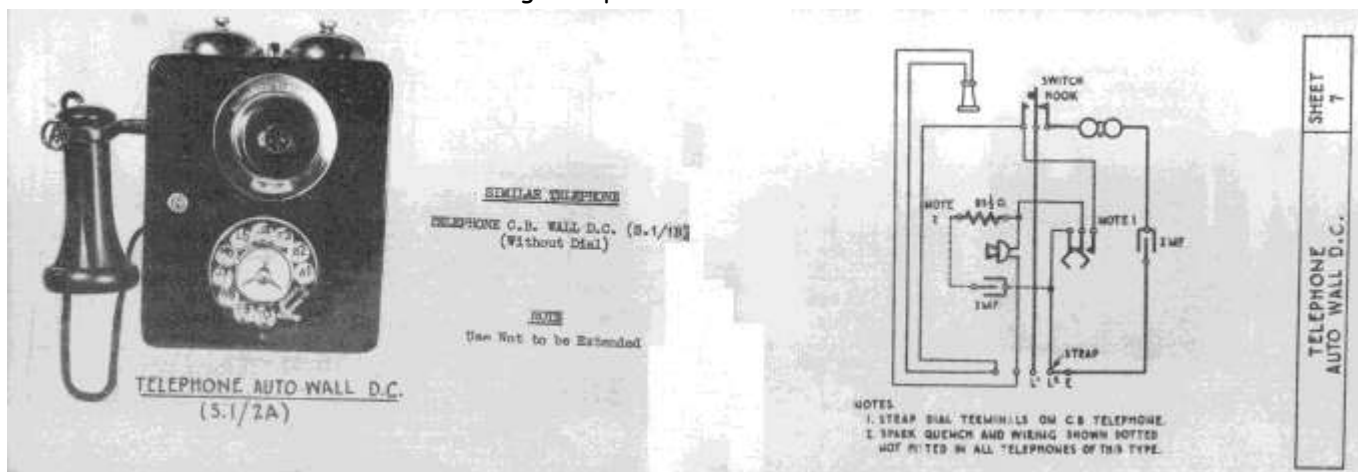 TELEPHONE AUTO WALL D.C.
(S.1/2A)
SIMILAR TELEPHONE
TELEPHONE C.B. WALL D.C. (S.1/1B)
(Without Dial)
NOTE
Use Not to be Extended
SWITCH
HOOK
NOTE
2
NOTE 1
2 MF
STRAP
L¹ L² E
NOTES
1. STRAP DIAL TERMINALS ON C.B TELEPHONE.
2. SPARK QUENCH AND WIRING SHOWN DOTTED
NOT FITTED IN ALL TELEPHONES OF THIS TYPE.
SHEET
7
TELEPHONE
AUTO WALL D.C.